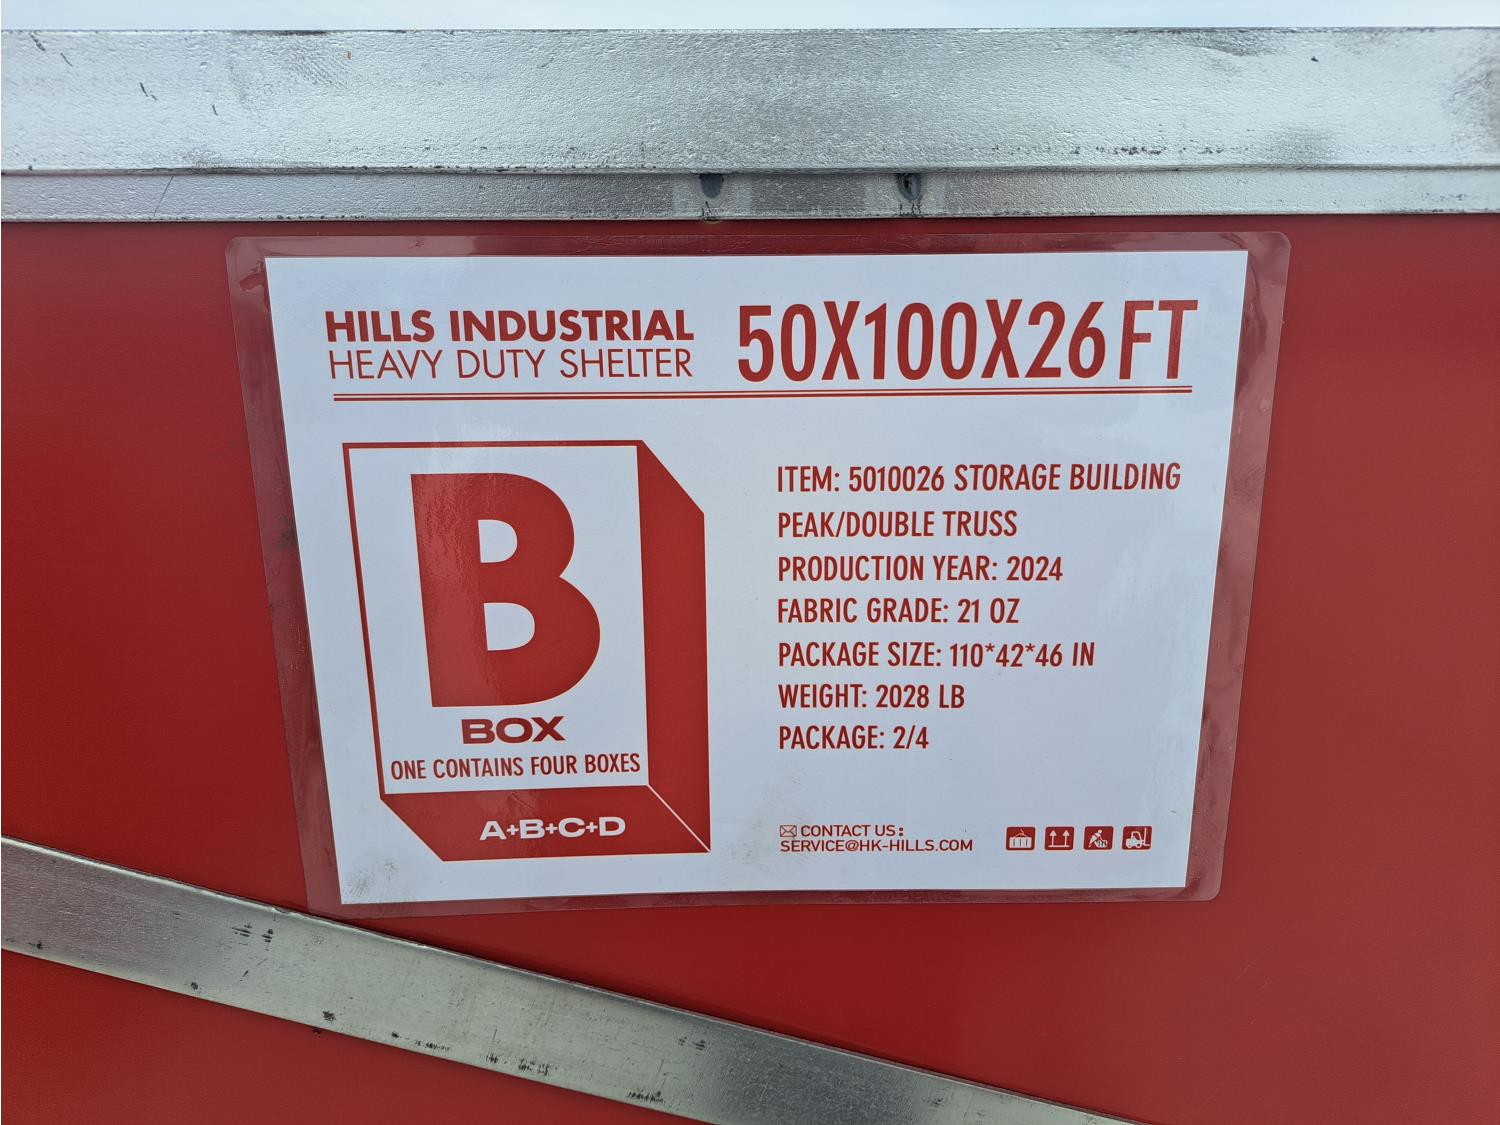 HILLS INDUSTRIAL
HEAVY DUTY SHELTER
50X100X26FT
B
BOX
ONE CONTAINS FOUR BOXES
A+B+C+D
ITEM: 5010026 STORAGE BUILDING
PEAK/DOUBLE TRUSS
PRODUCTION YEAR: 2024
FABRIC GRADE: 21 OZ
PACKAGE SIZE: 110*42*46 IN
WEIGHT: 2028 LB
PACKAGE: 2/4
CONTACT US:
SERVICE@HK-HILLS.COM